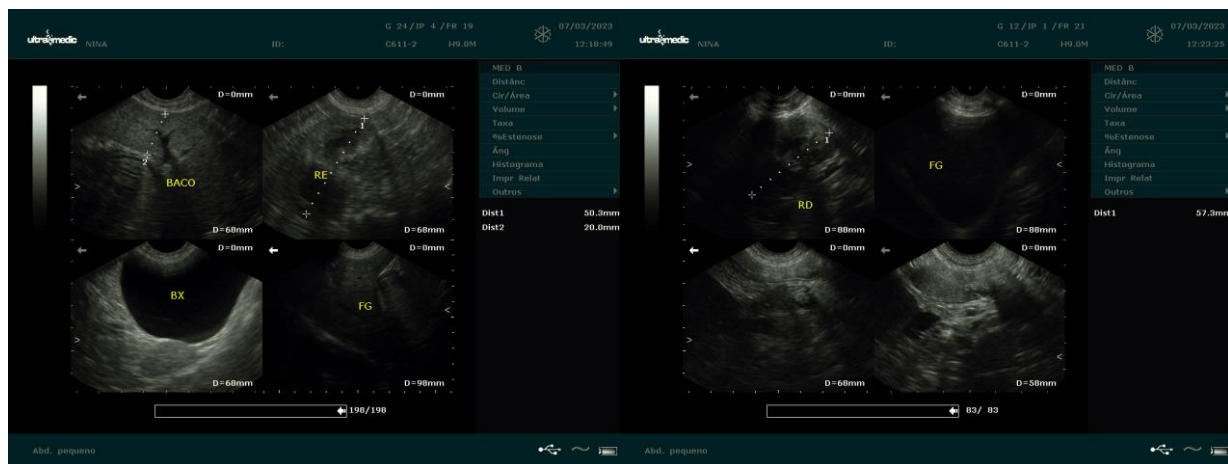 ultramedic NINA
ID:
G 24/IP 4 /FR 19
C611-2 H9.0M
07/03/2023
12:18:49
D=0mm
D=0mm
1
2
BACO
RE
D=68mm
D=68mm
D=0mm
D=0mm
BX
FG
D=68mm
D=98mm
198/198
MED B
Distânc
Cir/Área
Volume
Taxa
%Estenose
Âng
Histograma
Impr Relat
Outros
Dist1 50.3mm
Dist2 20.0mm
Abd. pequeno
ultramedic NINA
ID:
G 12/IP 1 /FR 21
C611-2 H9.0M
07/03/2023
12:23:25
D=0mm
D=0mm
1
FG
RD
D=88mm
D=88mm
D=0mm
D=0mm
D=68mm
D=58mm
83/ 83
MED B
Distânc
Cir/Área
Volume
Taxa
%Estenose
Âng
Histograma
Impr Relat
Outros
Dist1 57.3mm
Abd. pequeno